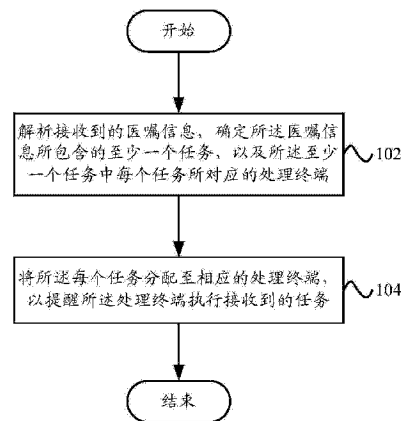 开始
解析接收到的医嘱信息，确定所述医嘱信
息所包含的至少一个任务，以及所述至少
一个任务中每个任务所对应的处理终端
102
将所述每个任务分配至相应的处理终端，
以提醒所述处理终端执行接收到的任务
104
结束